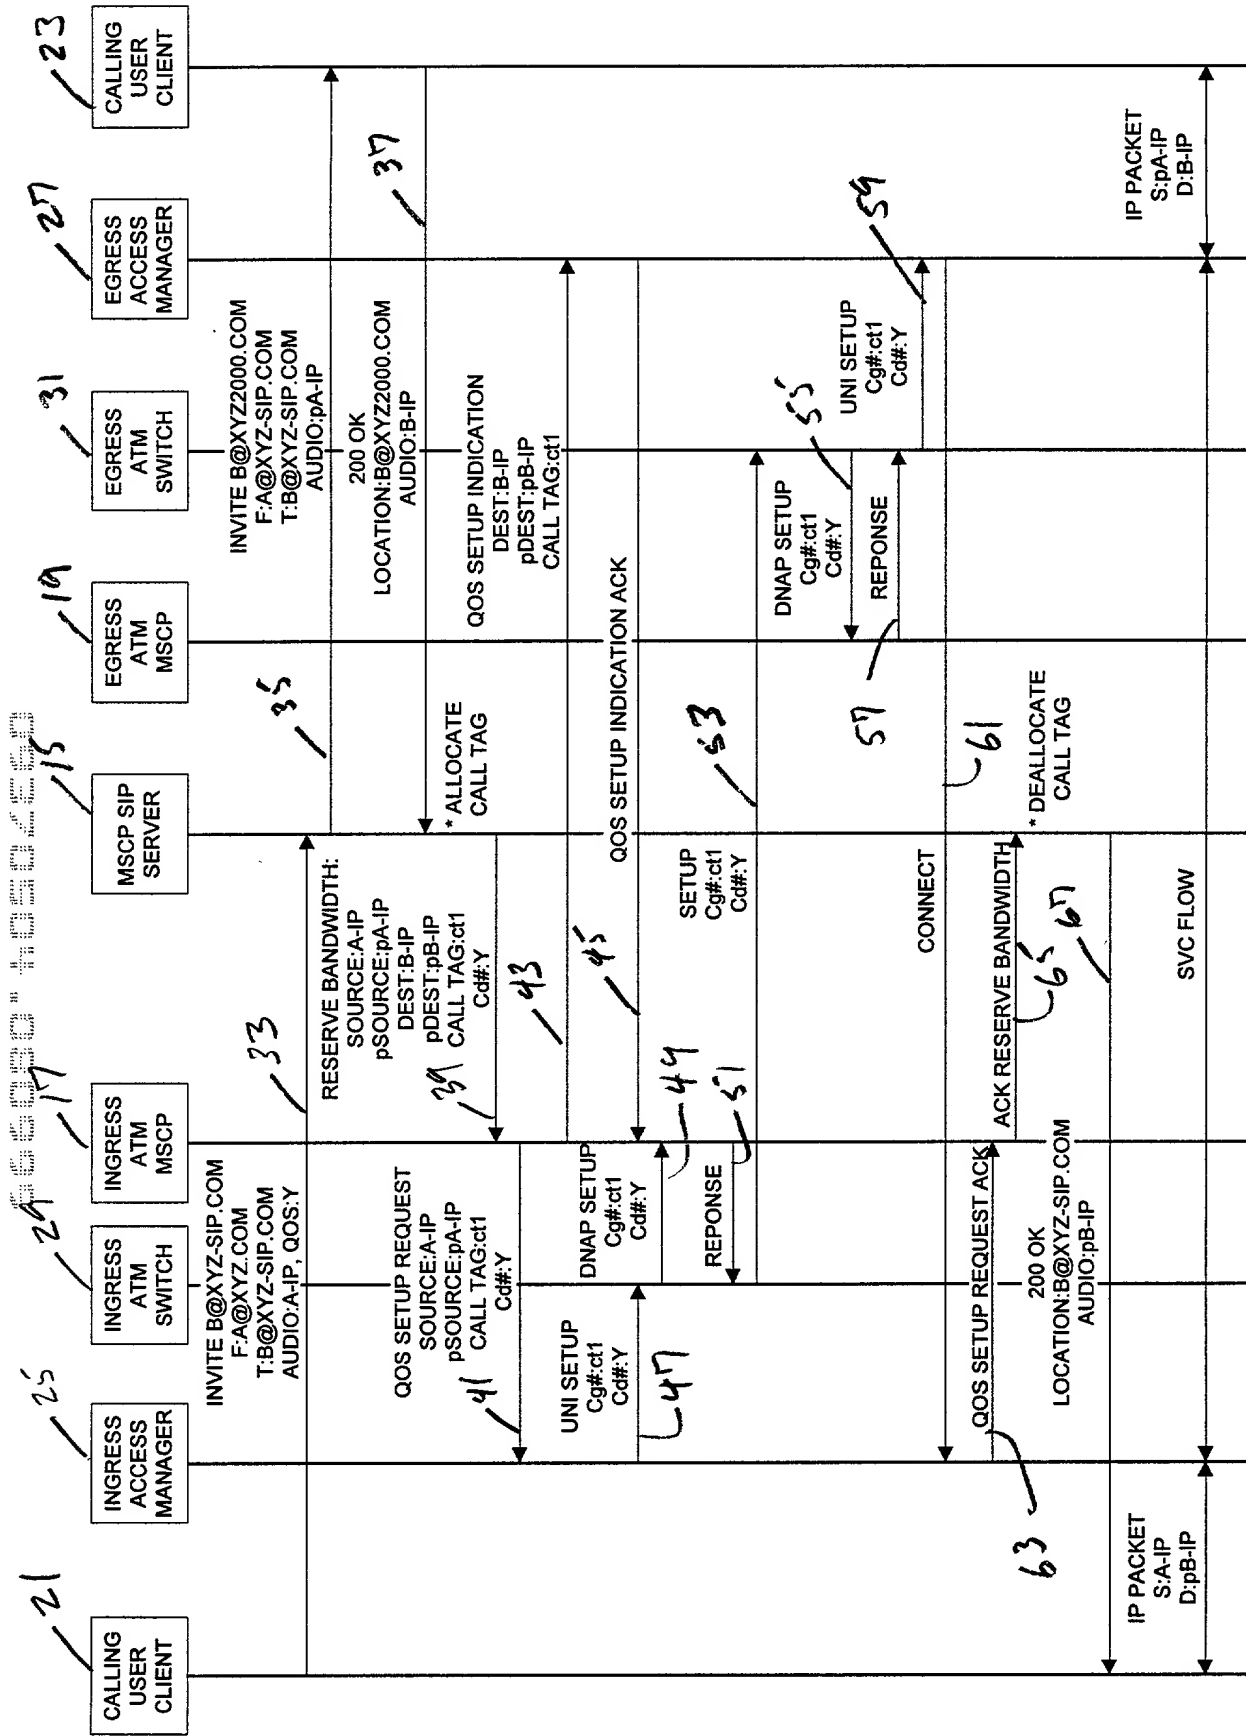 21
CALLING
USER
CLIENT
25
INGRESS
ACCESS
MANAGER
29
INGRESS
ATM
SWITCH
17
INGRESS
ATM
MSCP
15
MSCP SIP
SERVER
19
EGRESS
ATM
MSCP
31
EGRESS
ATM
SWITCH
27
EGRESS
ACCESS
MANAGER
23
CALLING
USER
CLIENT
INVITE B@XYZ-SIP.COM
F:A@XYZ.COM
T:B@XYZ-SIP.COM
AUDIO:A-IP, QOS:Y
33
INVITE B@XYZ2000.COM
F:A@XYZ-SIP.COM
T:B@XYZ-SIP.COM
AUDIO:pA-IP
35
200 OK
LOCATION:B@XYZ2000.COM
AUDIO:B-IP
37
* ALLOCATE
CALL TAG
RESERVE BANDWIDTH:
SOURCE:A-IP
pSOURCE:pA-IP
DEST:B-IP
pDEST:pB-IP
CALL TAG:ct1
Cd#:Y
39
QOS SETUP REQUEST
SOURCE:A-IP
pSOURCE:pA-IP
CALL TAG:ct1
Cd#:Y
41
QOS SETUP INDICATION
DEST:B-IP
pDEST:pB-IP
CALL TAG:ct1
43
QOS SETUP INDICATION ACK
45
UNI SETUP
Cg#:ct1
Cd#:Y
47
DNAP SETUP
Cg#:ct1
Cd#:Y
49
REPONSE
51
SETUP
Cg#:ct1
Cd#:Y
53
DNAP SETUP
Cg#:ct1
Cd#:Y
55
REPONSE
57
UNI SETUP
Cg#:ct1
Cd#:Y
59
CONNECT
61
QOS SETUP REQUEST ACK
63
ACK RESERVE BANDWIDTH
65
* DEALLOCATE
CALL TAG
200 OK
LOCATION:B@XYZ-SIP.COM
AUDIO:pB-IP
67
IP PACKET
S:A-IP
D:pB-IP
SVC FLOW
IP PACKET
S:pA-IP
D:B-IP